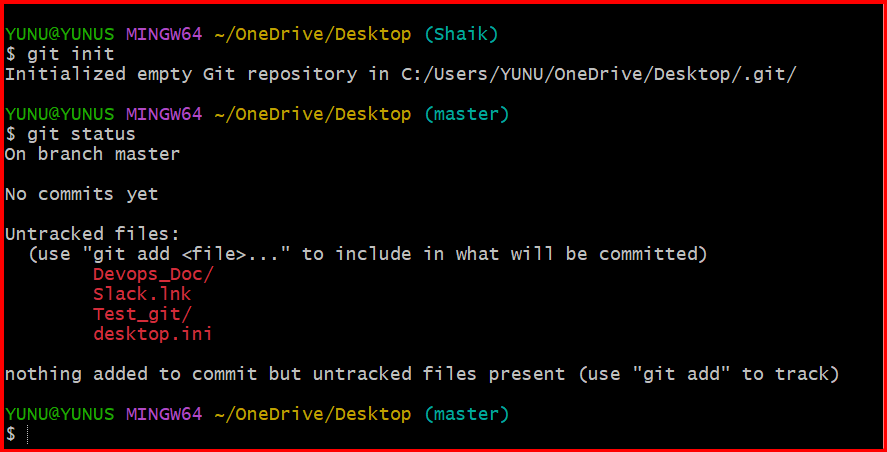 YUNU@YUNUS MINGW64 ~/OneDrive/Desktop (Shaik)
$ git init
Initialized empty Git repository in C:/Users/YUNU/OneDrive/Desktop/.git/
YUNU@YUNUS MINGW64 ~/OneDrive/Desktop (master)
$ git status
On branch master
No commits yet
Untracked files:
(use "git add <file>..." to include in what will be committed)
Devops_Doc/
Slack.lnk
Test_git/
desktop.ini
nothing added to commit but untracked files present (use "git add" to track)
YUNU@YUNUS MINGW64 ~/OneDrive/Desktop (master)
$